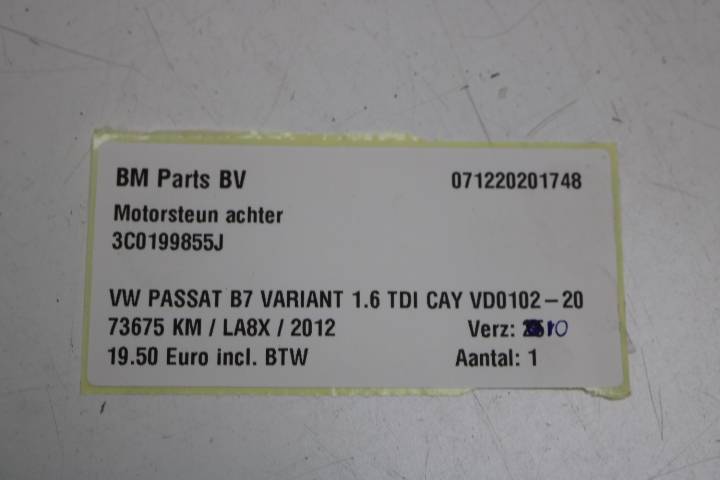 BM Parts BV 071220201748
Motorsteun achter
3C0199855J
VW PASSAT B7 VARIANT 1.6 TDI CAY VD0102-20
73675 KM / LA8X / 2012 Verz: 10
19.50 Euro incl. BTW Aantal: 1